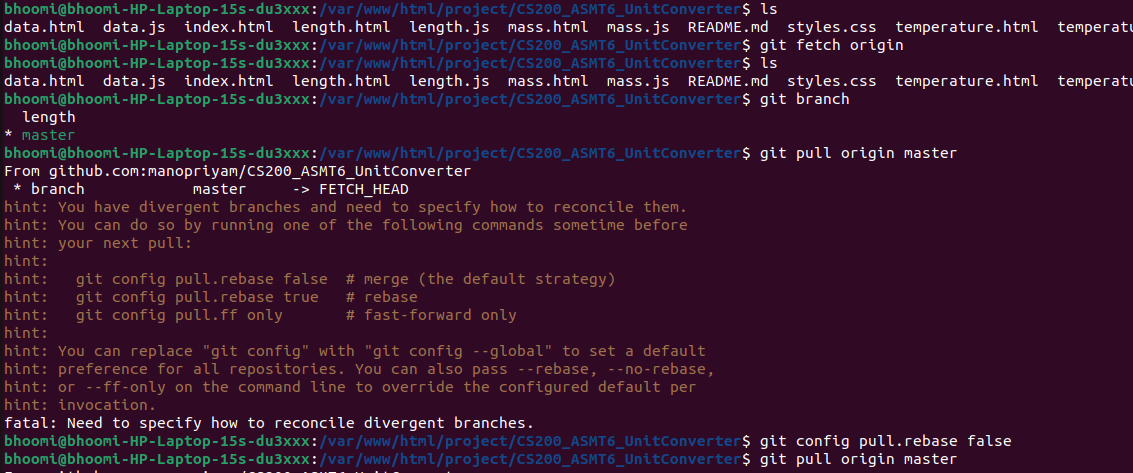 bhoomi@bhoomi-HP-Laptop-15s-du3xxx:/var/www/html/project/CS200_ASMT6_UnitConverter$ ls
data.html  data.js  index.html  length.html  length.js  mass.html  mass.js  README.md  styles.css  temperature.html  temperatu
bhoomi@bhoomi-HP-Laptop-15s-du3xxx:/var/www/html/project/CS200_ASMT6_UnitConverter$ git fetch origin
bhoomi@bhoomi-HP-Laptop-15s-du3xxx:/var/www/html/project/CS200_ASMT6_UnitConverter$ ls
data.html  data.js  index.html  length.html  length.js  mass.html  mass.js  README.md  styles.css  temperature.html  temperatu
bhoomi@bhoomi-HP-Laptop-15s-du3xxx:/var/www/html/project/CS200_ASMT6_UnitConverter$ git branch
  length
* master
bhoomi@bhoomi-HP-Laptop-15s-du3xxx:/var/www/html/project/CS200_ASMT6_UnitConverter$ git pull origin master
From github.com:manopriyam/CS200_ASMT6_UnitConverter
 * branch            master     -> FETCH_HEAD
hint: You have divergent branches and need to specify how to reconcile them.
hint: You can do so by running one of the following commands sometime before
hint: your next pull:
hint:
hint:   git config pull.rebase false  # merge (the default strategy)
hint:   git config pull.rebase true   # rebase
hint:   git config pull.ff only       # fast-forward only
hint:
hint: You can replace "git config" with "git config --global" to set a default
hint: preference for all repositories. You can also pass --rebase, --no-rebase,
hint: or --ff-only on the command line to override the configured default per
hint: invocation.
fatal: Need to specify how to reconcile divergent branches.
bhoomi@bhoomi-HP-Laptop-15s-du3xxx:/var/www/html/project/CS200_ASMT6_UnitConverter$ git config pull.rebase false
bhoomi@bhoomi-HP-Laptop-15s-du3xxx:/var/www/html/project/CS200_ASMT6_UnitConverter$ git pull origin master